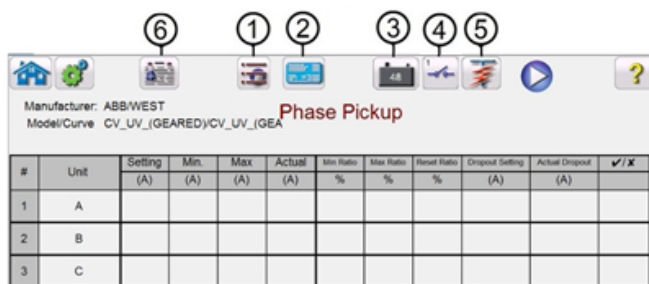 6 1 2 3 4 5
48 1 ?
Manufacturer: ABB/WEST
Phase Pickup
Model/Curve CV_UV_(GEARED)/CV_UV_(GEA
# Unit Setting Min. Max Actual Min Ratio Max Ratio Reset Ratio Dropout Setting Actual Dropout ✓/✗
(A) (A) (A) (A) % % % (A) (A)
1 A
2 B
3 C